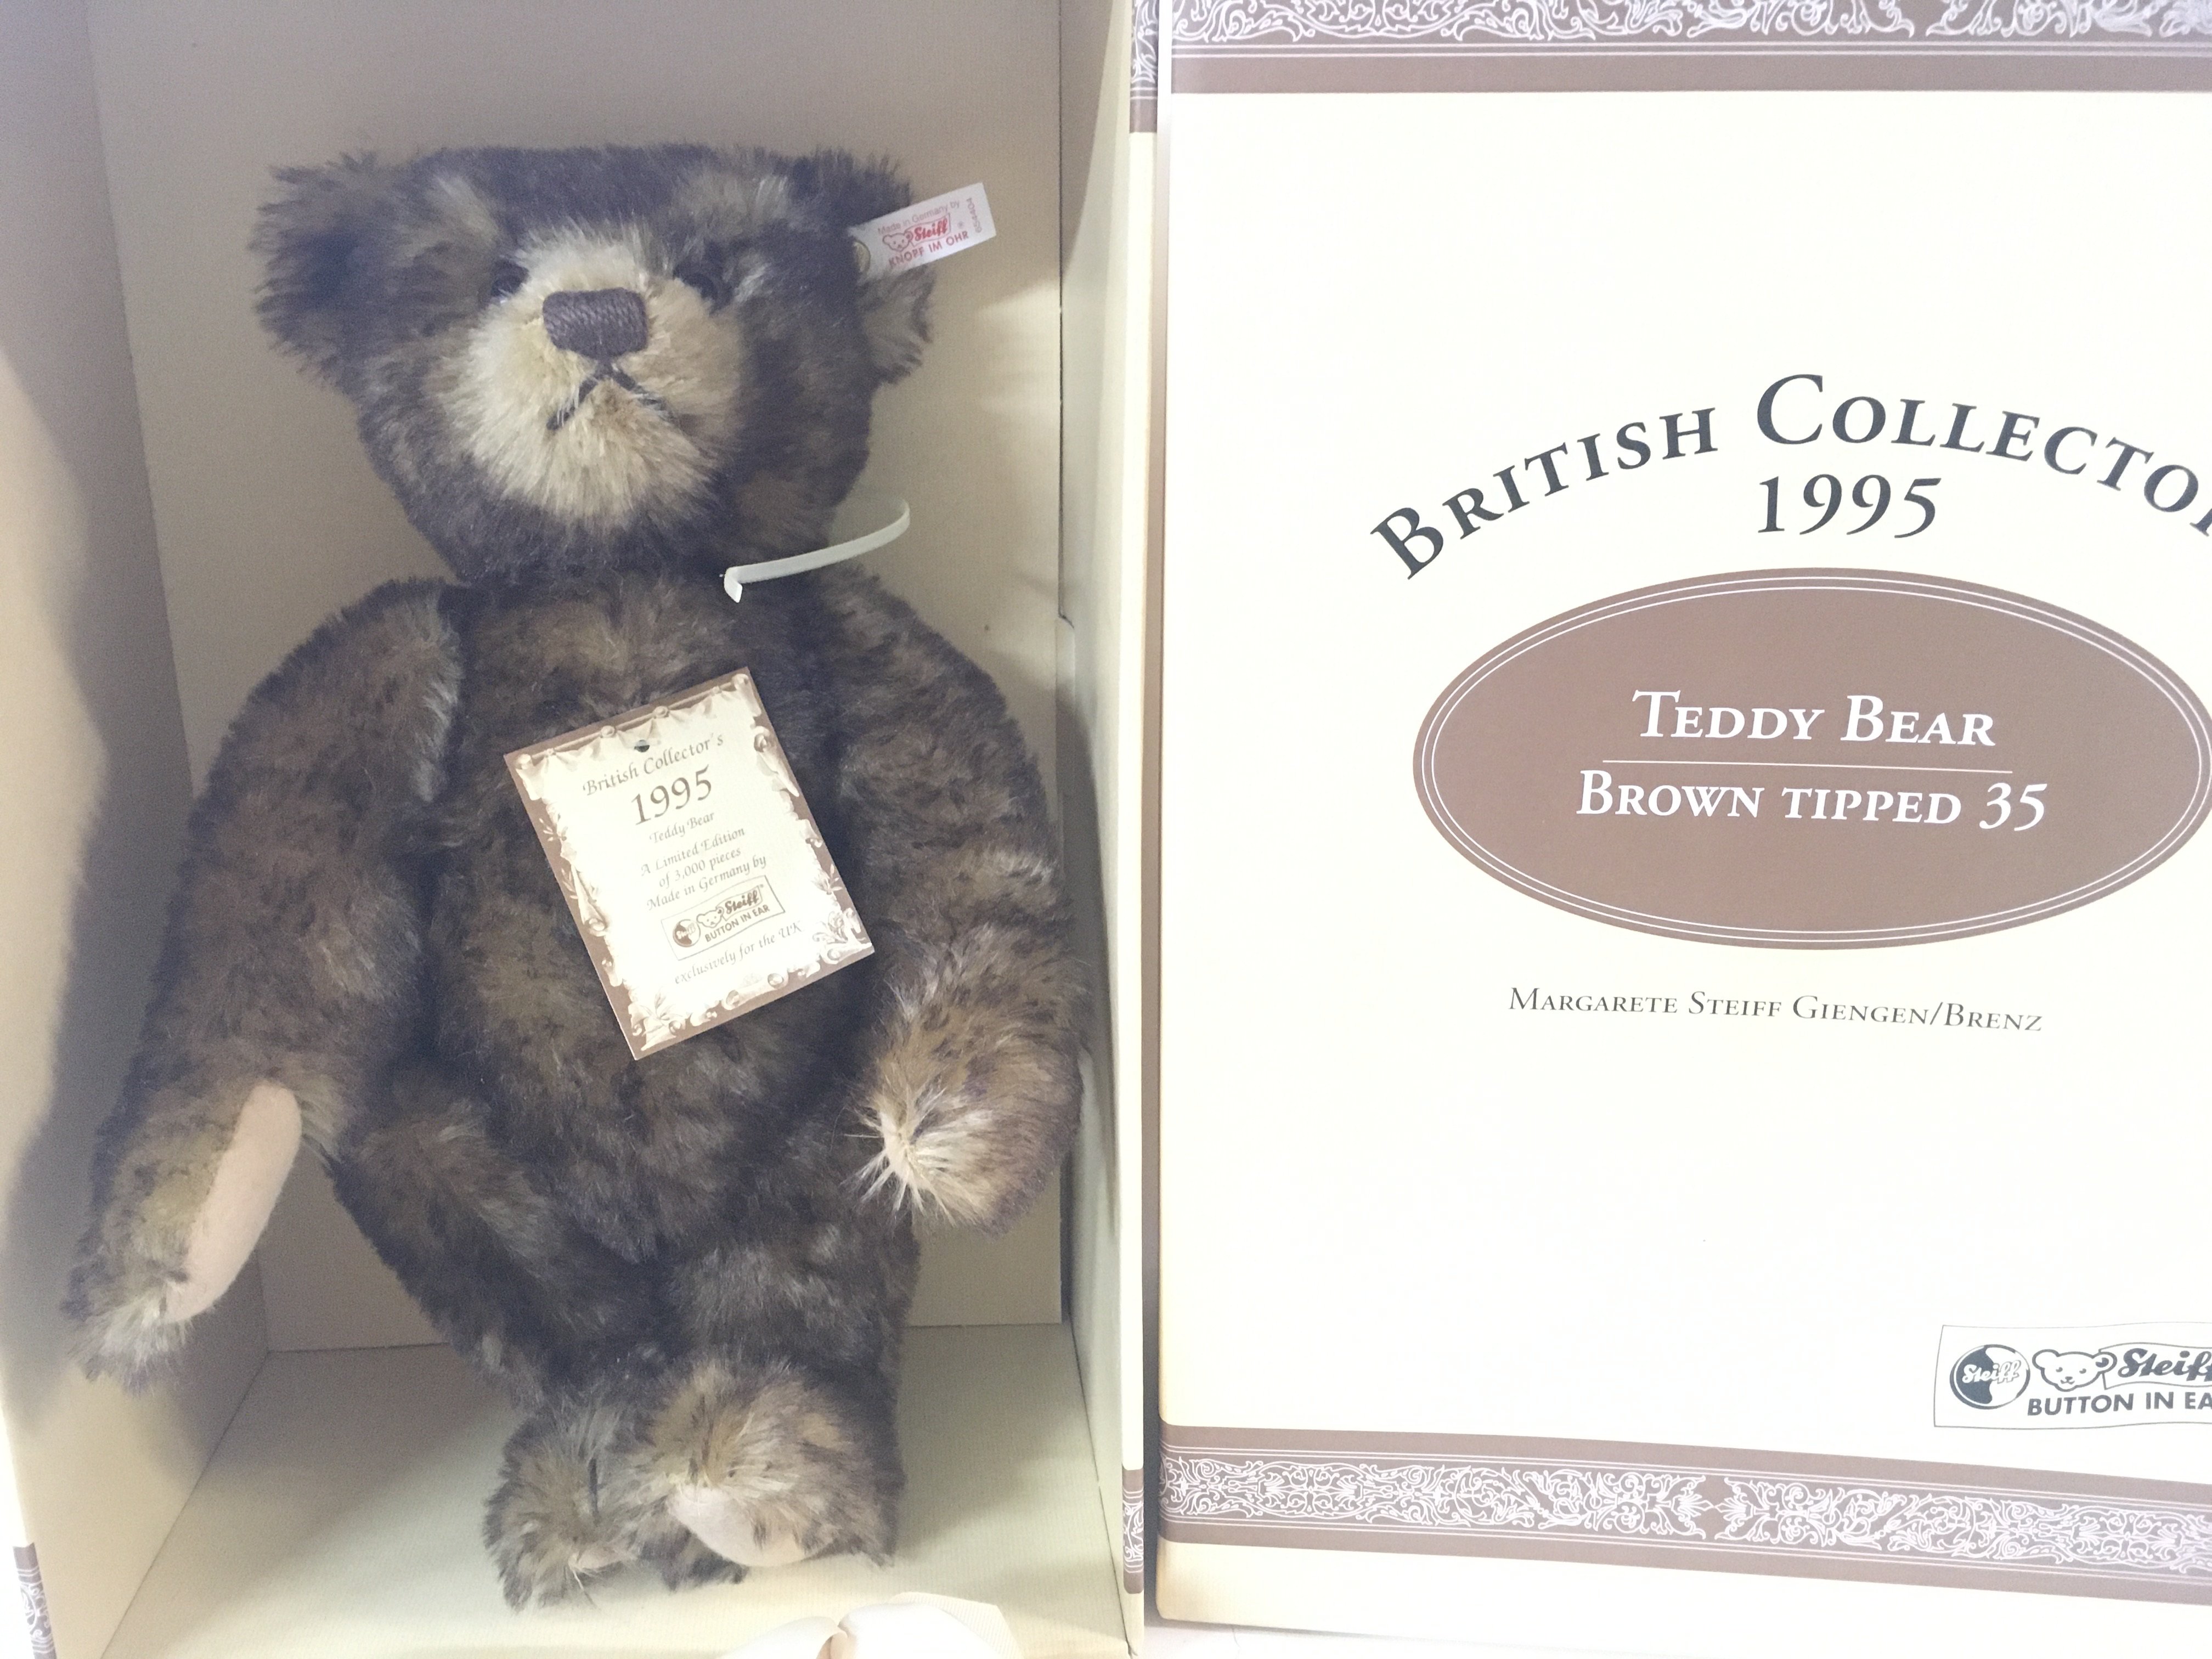 Made in Germany by
Steiff ®
KNOPF IM OHR
British Collector's
1995
Teddy Bear
A Limited Edition
of 3,000 pieces
Made in Germany by
Steiff
BUTTON IN EAR
exclusively for the UK
BRITISH COLLECTOR
1995
TEDDY BEAR
BROWN TIPPED 35
MARGARETE STEIFF GIENGEN/BRENZ
Steiff Steiff
BUTTON IN EA